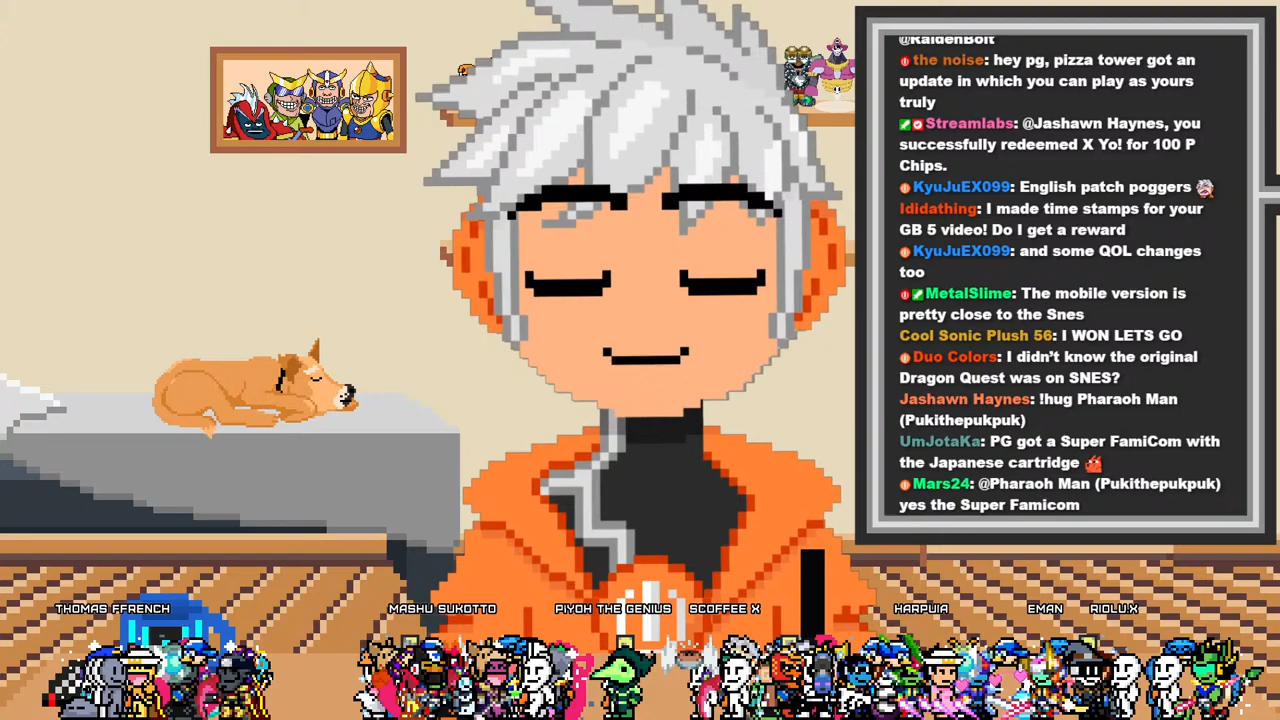 @RaidenBolt
the noise: hey pg, pizza tower got an
update in which you can play as yours
truly
Streamlabs: @Jashawn Haynes, you
successfully redeemed X Yo! for 100 P
Chips.
KyuJuEX099: English patch poggers
Ididathing: I made time stamps for your
GB 5 video! Do I get a reward
KyuJuEX099: and some QOL changes
too
MetalSlime: The mobile version is
pretty close to the Snes
Cool Sonic Plush 56: I WON LETS GO
Duo Colors: I didn't know the original
Dragon Quest was on SNES?
Jashawn Haynes: !hug Pharaoh Man
(Pukithepukpuk)
UmJotaKa: PG got a Super FamiCom with
the Japanese cartridge
Mars24: @Pharaoh Man (Pukithepukpuk)
yes the Super Famicom
THOMAS FFRENCH MASHU SUKOTTO PIYOH THE GENIUS SCOFFEE X HARPUIA EMAN RIOLU X